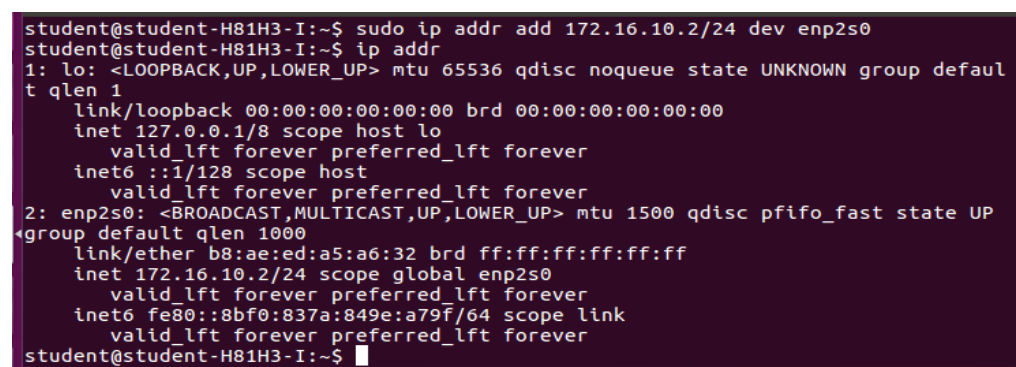 student@student-H81H3-I:~$ sudo ip addr add 172.16.10.2/24 dev enp2s0
student@student-H81H3-I:~$ ip addr
1: lo: <LOOPBACK,UP,LOWER_UP> mtu 65536 qdisc noqueue state UNKNOWN group defaul
t qlen 1
    link/loopback 00:00:00:00:00:00 brd 00:00:00:00:00:00
    inet 127.0.0.1/8 scope host lo
       valid_lft forever preferred_lft forever
    inet6 ::1/128 scope host
       valid_lft forever preferred_lft forever
2: enp2s0: <BROADCAST,MULTICAST,UP,LOWER_UP> mtu 1500 qdisc pfifo_fast state UP
group default qlen 1000
    link/ether b8:ae:ed:a5:a6:32 brd ff:ff:ff:ff:ff:ff
    inet 172.16.10.2/24 scope global enp2s0
       valid_lft forever preferred_lft forever
    inet6 fe80::8bf0:837a:849e:a79f/64 scope link
       valid_lft forever preferred_lft forever
student@student-H81H3-I:~$